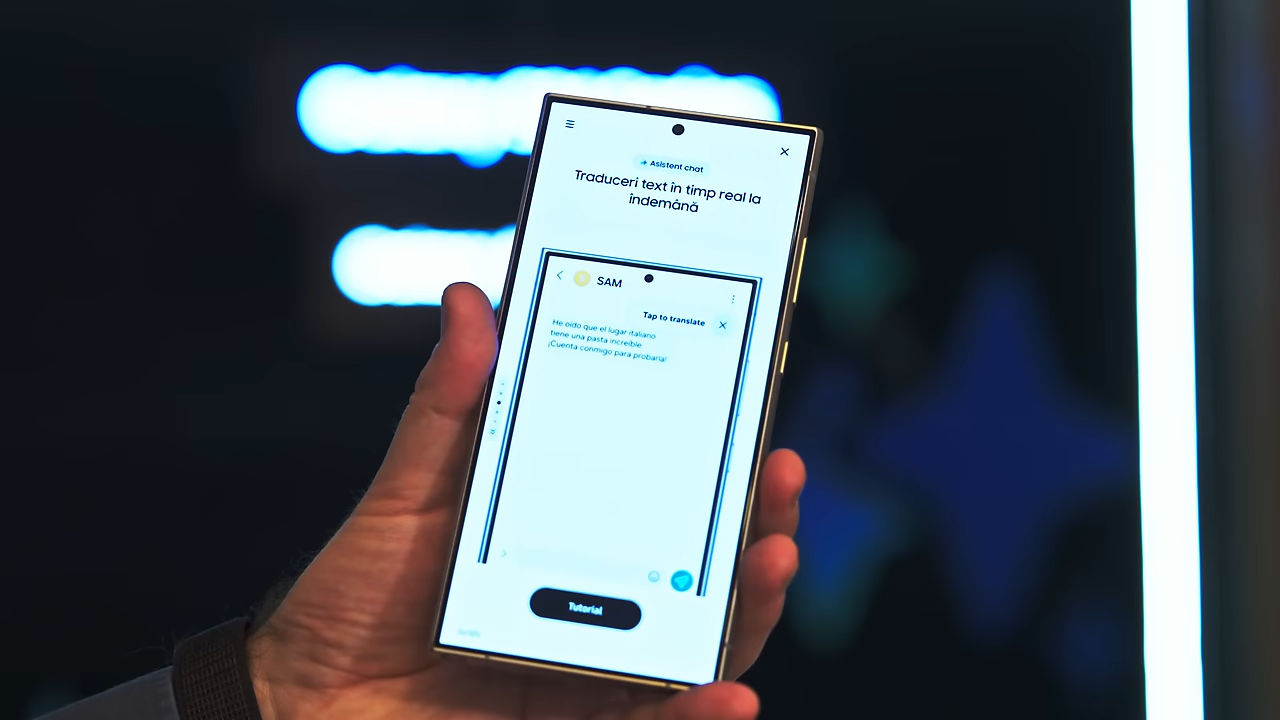 Asistent chat
Traduceri text în timp real la
îndemână
SAM
Tap to translate
He oído que el lugar italiano
tiene una pasta increíble
¡Cuenta conmigo para probarla!
Tutorial